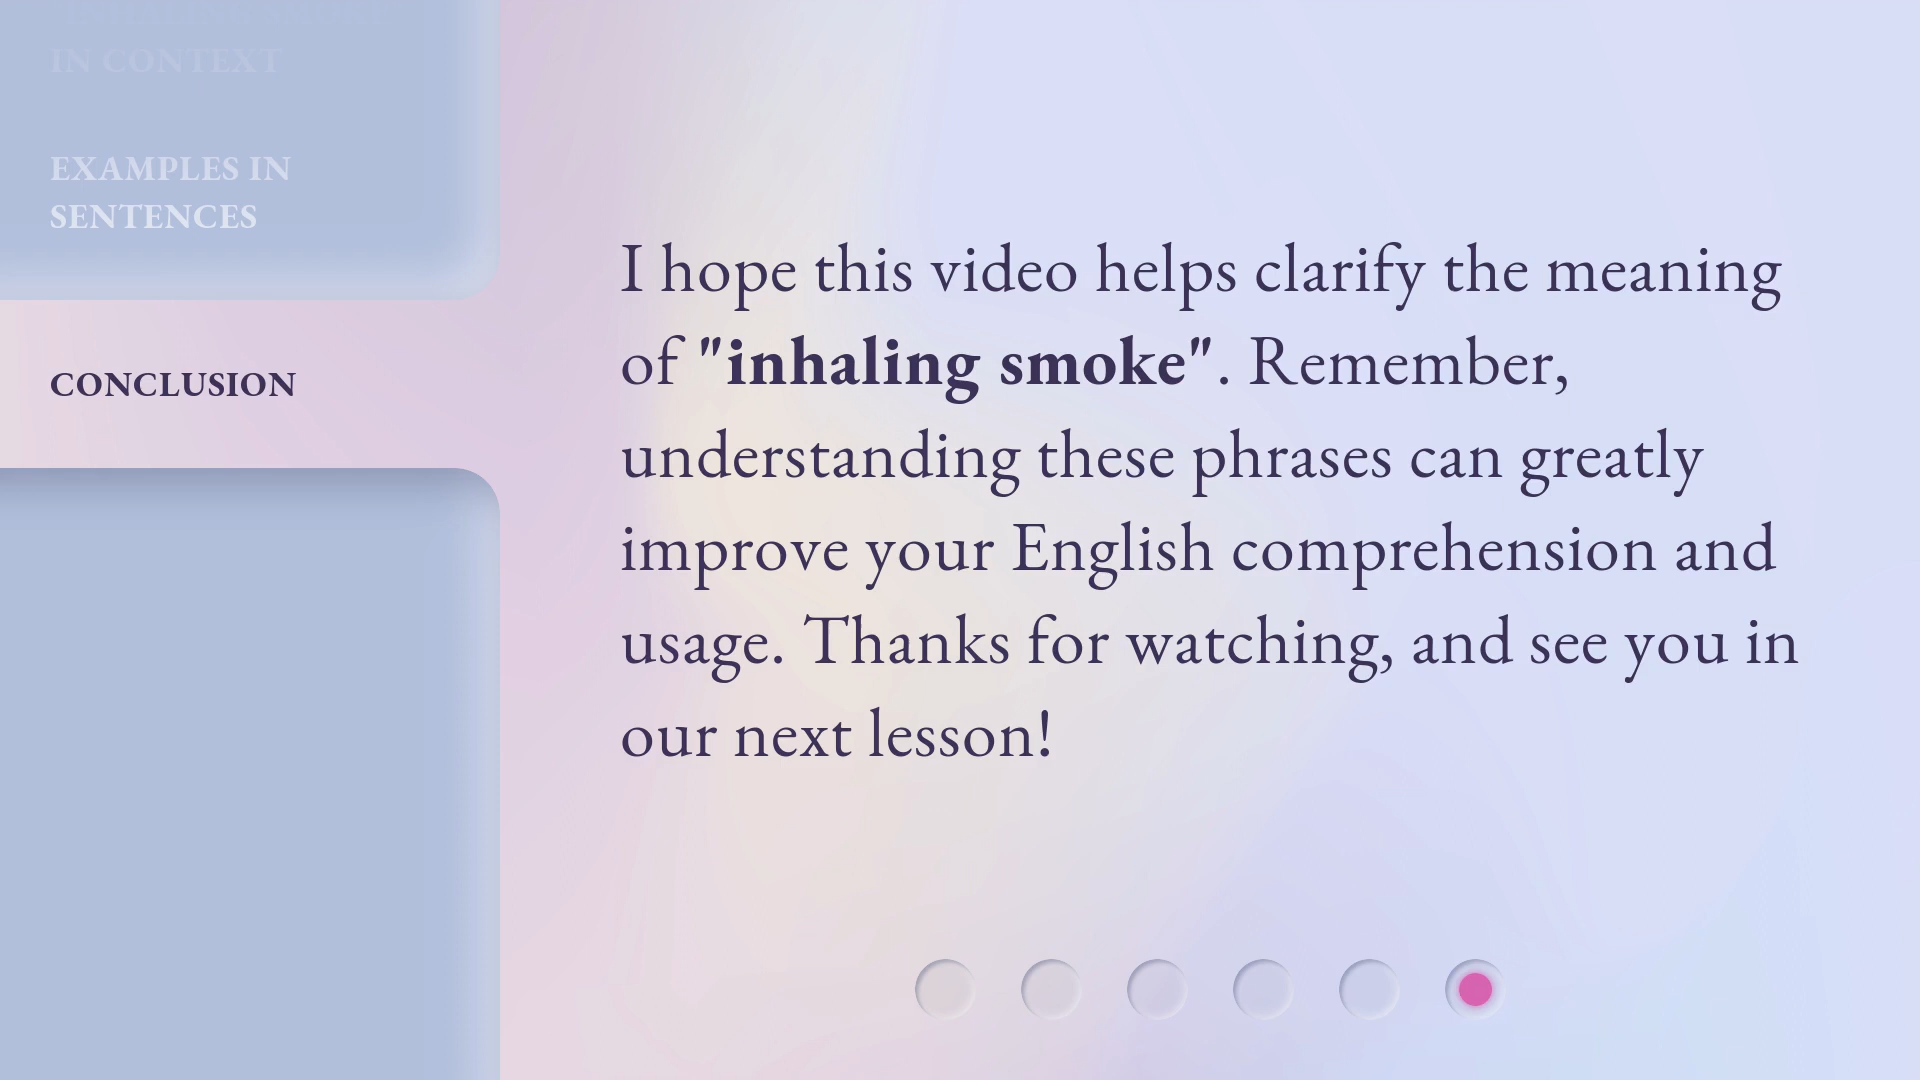 IN CONTEXT
EXAMPLES IN
SENTENCES
CONCLUSION
I hope this video helps clarify the meaning
of "inhaling smoke". Remember,
understanding these phrases can greatly
improve your English comprehension and
usage. Thanks for watching, and see you in
our next lesson!